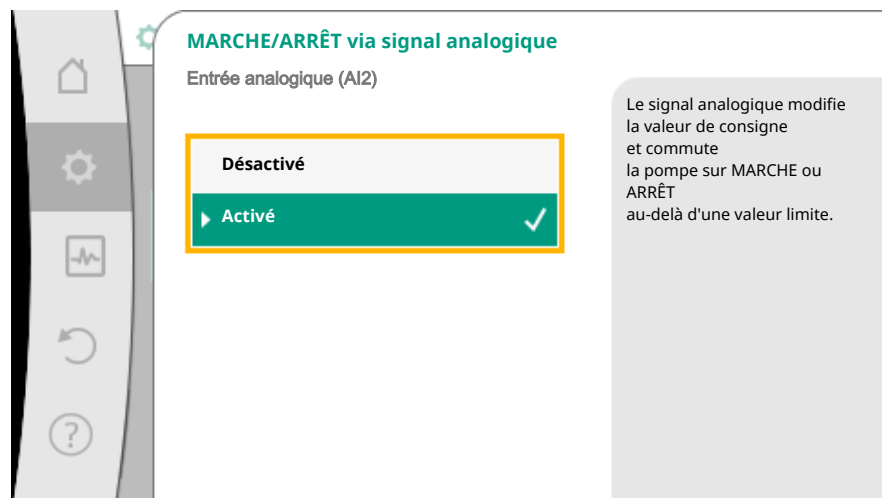 MARCHE/ARRÊT via signal analogique
Entrée analogique (AI2)
Désactivé
Activé
Le signal analogique modifie
la valeur de consigne
et commute
la pompe sur MARCHE ou
ARRÊT
au-delà d'une valeur limite.
?